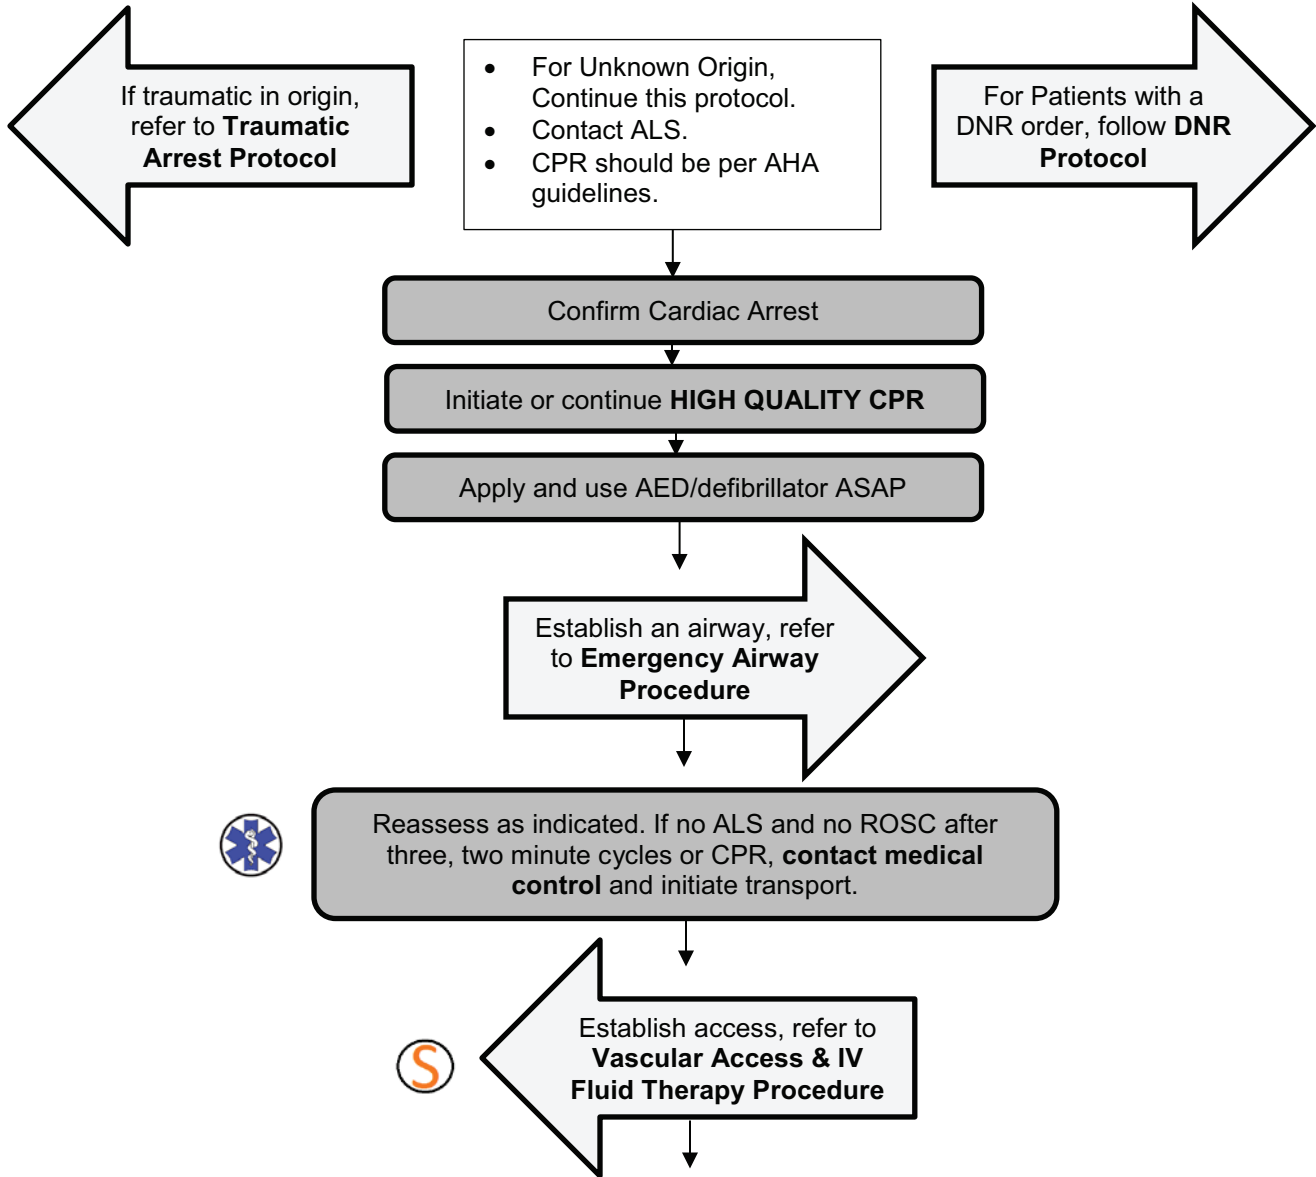 If traumatic in origin,
refer to Traumatic
Arrest Protocol
• For Unknown Origin,
Continue this protocol.
• Contact ALS.
• CPR should be per AHA
guidelines.
For Patients with a
DNR order, follow DNR
Protocol
Confirm Cardiac Arrest
Initiate or continue HIGH QUALITY CPR
Apply and use AED/defibrillator ASAP
Establish an airway, refer
to Emergency Airway
Procedure
Reassess as indicated. If no ALS and no ROSC after
three, two minute cycles or CPR, contact medical
control and initiate transport.
S
Establish access, refer to
Vascular Access & IV
Fluid Therapy Procedure